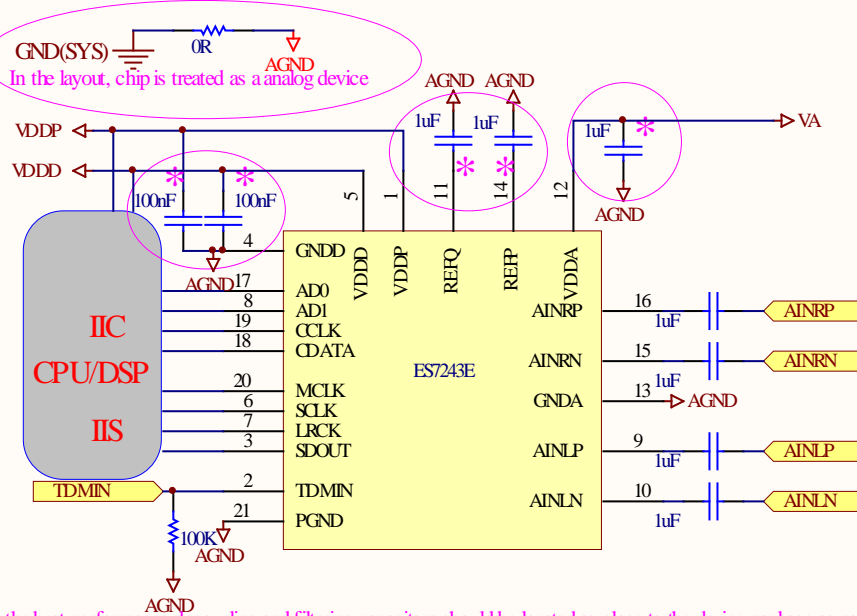 GND(SYS)
0R
AGND
In the layout, chip is treated as a analog device
AGND
AGND
1uF
1uF
1uF
VA
VDDP
VDDD
*
*
*
*
*
100nF
100nF
5
1
11
14
12
AGND
4
GNDD
VDDD
VDDP
REFQ
REFP
VDDA
AGND
17
AD0
8
AD1
19
CCLK
18
CDATA
20
MCLK
6
SCLK
7
LRCK
3
SDOUT
IIC
CPU/DSP
IIS
ES7243E
AINRP
16
1uF
AINRP
AINRN
15
1uF
AINRN
GNDA
13
AGND
AINLP
9
1uF
AINLP
AINLN
10
1uF
AINLN
TDMIN
2
TDMIN
21
PGND
100K
AGND
AGND